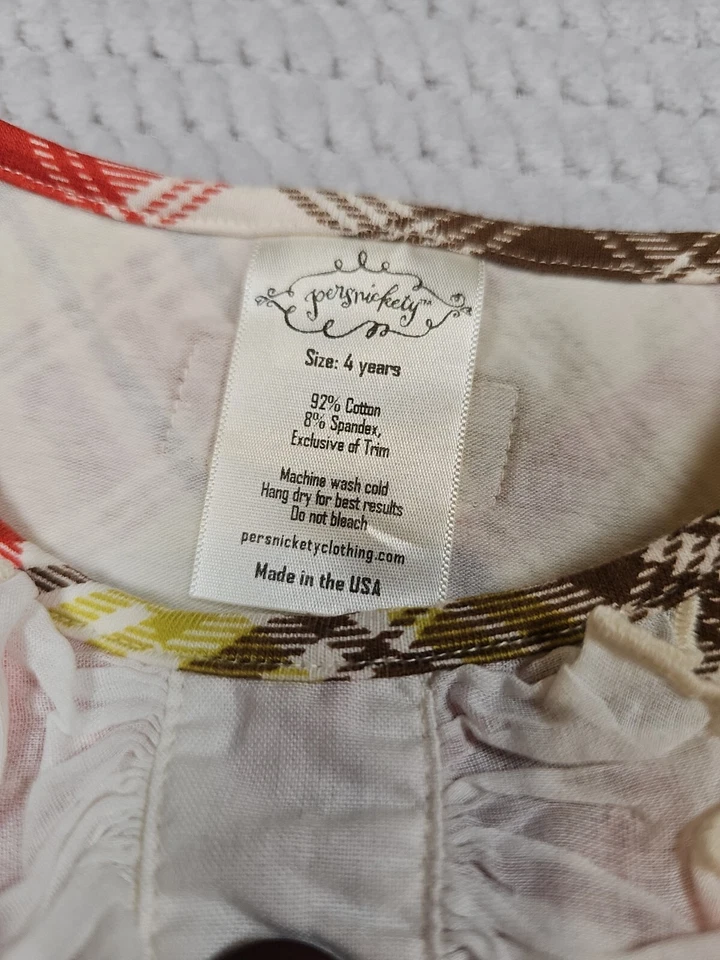 persnickety™
Size: 4 years
92% Cotton
8% Spandex,
Exclusive of Trim
Machine wash cold
Hang dry for best results
Do not bleach
persnicketyclothing.com
Made in the USA